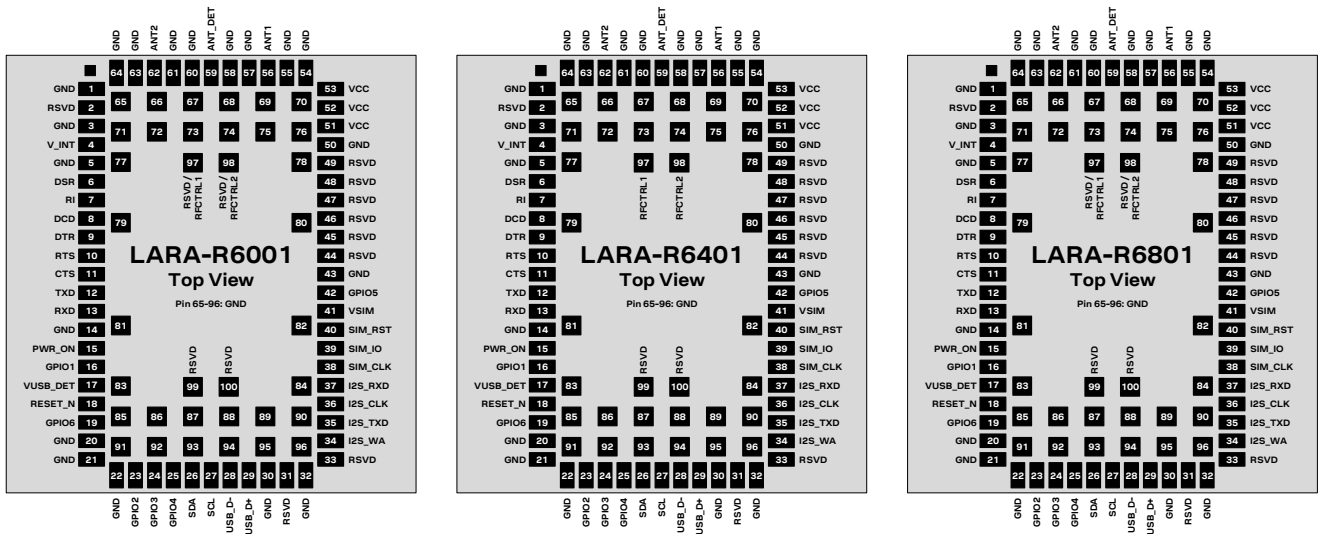 GND GND ANT2 GND GND ANT_DET GND GND ANT1 GND GND
64 63 62 61 60 59 58 57 56 55 54
GND 1 53 VCC
RSVD 2 65 66 67 68 69 70 52 VCC
GND 3 71 72 73 74 75 76 51 VCC
V_INT 4 50 GND
GND 5 77 97 98 78 49 RSVD
RSVD / RFCTRL1
RSVD / RFCTRL2
DSR 6 48 RSVD
RI 7 47 RSVD
DCD 8 79 80 46 RSVD
DTR 9 45 RSVD
RTS 10 LARA-R6001 44 RSVD
CTS 11 Top View 43 GND
TXD 12 42 GPIO5
Pin 65-96: GND
RXD 13 41 VSIM
GND 14 81 82 40 SIM_RST
PWR_ON 15 39 SIM_IO
RSVD RSVD
GPIO1 16 38 SIM_CLK
VUSB_DET 17 83 99 100 84 37 I2S_RXD
RESET_N 18 36 I2S_CLK
GPIO6 19 85 86 87 88 89 90 35 I2S_TXD
GND 20 91 92 93 94 95 96 34 I2S_WA
GND 21 33 RSVD
22 23 24 25 26 27 28 29 30 31 32
GND GPIO2 GPIO3 GPIO4 SDA SCL USB_D- USB_D+ GND RSVD GND
GND GND ANT2 GND GND ANT_DET GND GND ANT1 GND GND
64 63 62 61 60 59 58 57 56 55 54
GND 1 53 VCC
RSVD 2 65 66 67 68 69 70 52 VCC
GND 3 71 72 73 74 75 76 51 VCC
V_INT 4 50 GND
GND 5 77 97 98 78 49 RSVD
RFCTRL1
RFCTRL2
DSR 6 48 RSVD
RI 7 47 RSVD
DCD 8 79 80 46 RSVD
DTR 9 45 RSVD
RTS 10 LARA-R6401 44 RSVD
CTS 11 Top View 43 GND
TXD 12 42 GPIO5
Pin 65-96: GND
RXD 13 41 VSIM
GND 14 81 82 40 SIM_RST
PWR_ON 15 39 SIM_IO
RSVD RSVD
GPIO1 16 38 SIM_CLK
VUSB_DET 17 83 99 100 84 37 I2S_RXD
RESET_N 18 36 I2S_CLK
GPIO6 19 85 86 87 88 89 90 35 I2S_TXD
GND 20 91 92 93 94 95 96 34 I2S_WA
GND 21 33 RSVD
22 23 24 25 26 27 28 29 30 31 32
GND GPIO2 GPIO3 GPIO4 SDA SCL USB_D- USB_D+ GND RSVD GND
GND GND ANT2 GND GND ANT_DET GND GND ANT1 GND GND
64 63 62 61 60 59 58 57 56 55 54
GND 1 53 VCC
RSVD 2 65 66 67 68 69 70 52 VCC
GND 3 71 72 73 74 75 76 51 VCC
V_INT 4 50 GND
GND 5 77 97 98 78 49 RSVD
RSVD / RFCTRL1
RSVD / RFCTRL2
DSR 6 48 RSVD
RI 7 47 RSVD
DCD 8 79 80 46 RSVD
DTR 9 45 RSVD
RTS 10 LARA-R6801 44 RSVD
CTS 11 Top View 43 GND
TXD 12 42 GPIO5
Pin 65-96: GND
RXD 13 41 VSIM
GND 14 81 82 40 SIM_RST
PWR_ON 15 39 SIM_IO
RSVD RSVD
GPIO1 16 38 SIM_CLK
VUSB_DET 17 83 99 100 84 37 I2S_RXD
RESET_N 18 36 I2S_CLK
GPIO6 19 85 86 87 88 89 90 35 I2S_TXD
GND 20 91 92 93 94 95 96 34 I2S_WA
GND 21 33 RSVD
22 23 24 25 26 27 28 29 30 31 32
GND GPIO2 GPIO3 GPIO4 SDA SCL USB_D- USB_D+ GND RSVD GND